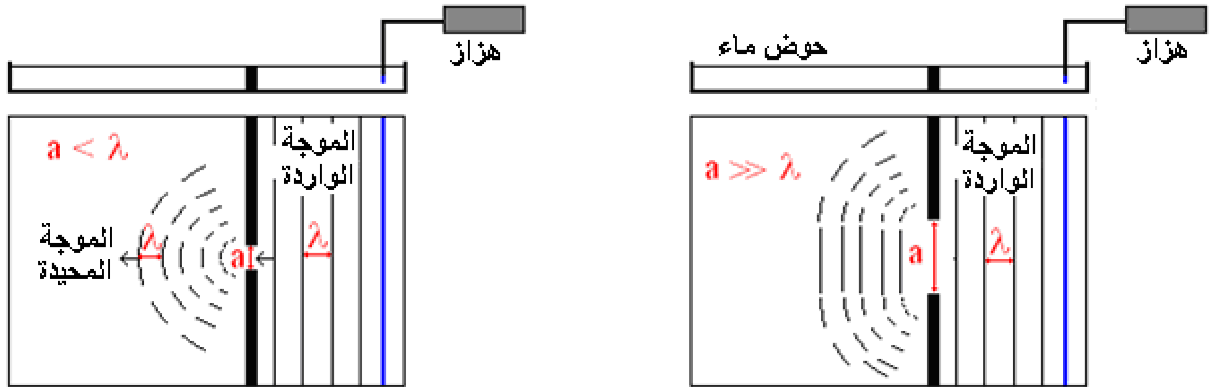 هزاز
a < λ
الموجة
الواردة
λ
λ
a
الموجة
المحيدة
هزاز
حوض ماء
a >> λ
الموجة
الواردة
a
λ